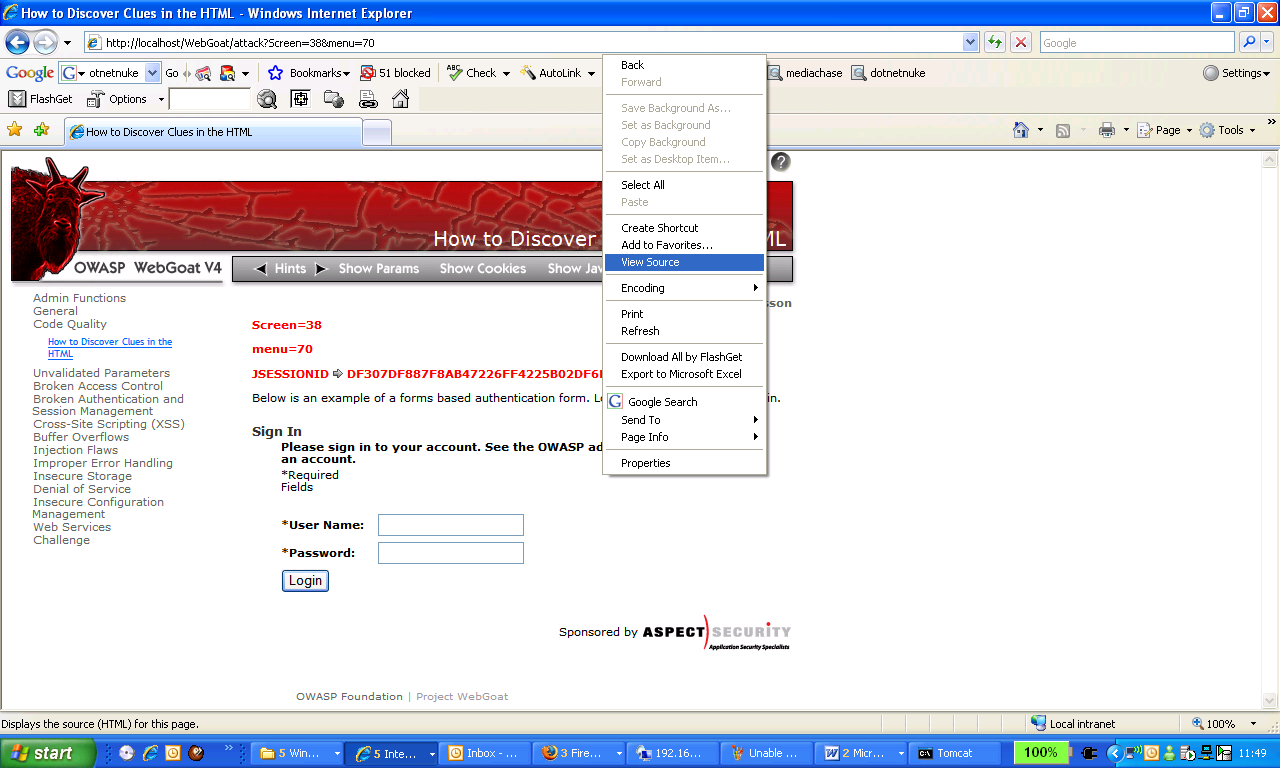 How to Discover Clues in the HTML - Windows Internet Explorer
http://localhost/WebGoat/attack?Screen=38&menu=70
Google
Google
G
otnetnuke
Go
Bookmarks
51 blocked
ABC
Check
AutoLink
mediachase
dotnetnuke
Settings
FlashGet
Options
How to Discover Clues in the HTML
Page
Tools
»
Back
Forward
Save Background As...
Set as Background
Copy Background
Set as Desktop Item...
Select All
Paste
Create Shortcut
Add to Favorites...
View Source
Encoding
Print
Refresh
Download All by FlashGet
Export to Microsoft Excel
G Google Search
Send To
Page Info
Properties
?
How to Discover
ML
OWASP WebGoat V4
Hints
Show Params
Show Cookies
Show Jav
sson
Admin Functions
General
Code Quality
How to Discover Clues in the
HTML
Unvalidated Parameters
Broken Access Control
Broken Authentication and
Session Management
Cross-Site Scripting (XSS)
Buffer Overflows
Injection Flaws
Improper Error Handling
Insecure Storage
Denial of Service
Insecure Configuration
Management
Web Services
Challenge
Screen=38
menu=70
JSESSIONID ⇨ DF307DF887F8AB47226FF4225B02DF6
Below is an example of a forms based authentication form. L
in.
Sign In
Please sign in to your account. See the OWASP ad
an account.
*Required
Fields
*User Name:
*Password:
Login
Sponsored by ASPECT SECURITY
Application Security Specialists
OWASP Foundation | Project WebGoat
Displays the source (HTML) for this page.
Local intranet
100%
start
»
5 Win...
5 Inte...
Inbox - ...
3 Fire...
192.16...
Unable ...
2 Micr...
Tomcat
100%
11:49